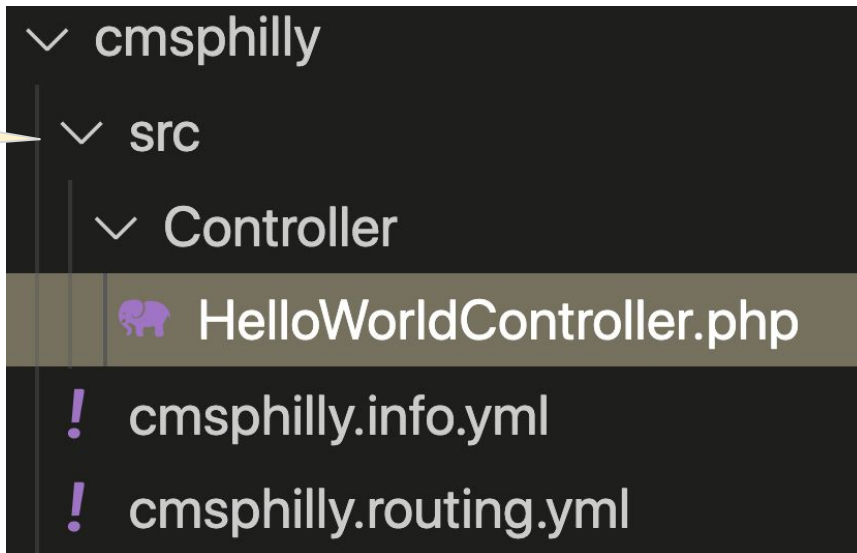 cmsphilly
src
Controller
HelloWorldController.php
cmsphilly.info.yml
cmsphilly.routing.yml